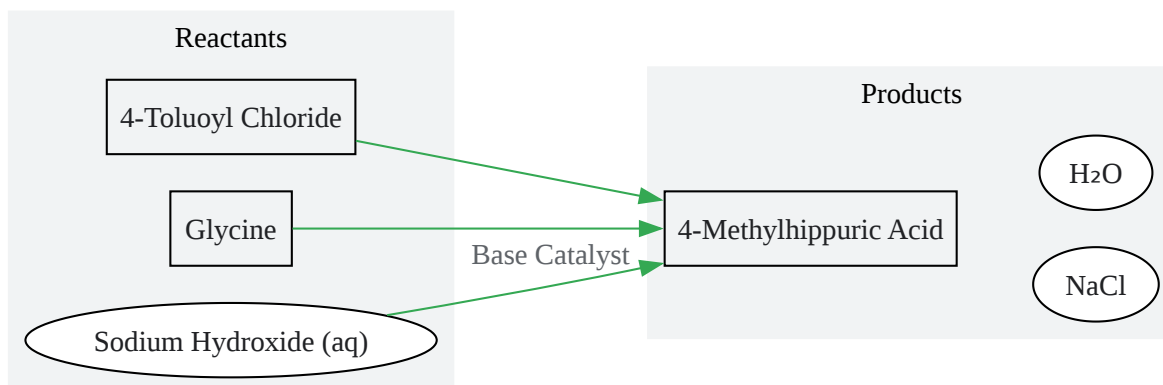 Reactants
4-Toluoyl Chloride
Glycine
Sodium Hydroxide (aq)
Base Catalyst
Products
4-Methylhippuric Acid
H₂O
NaCl